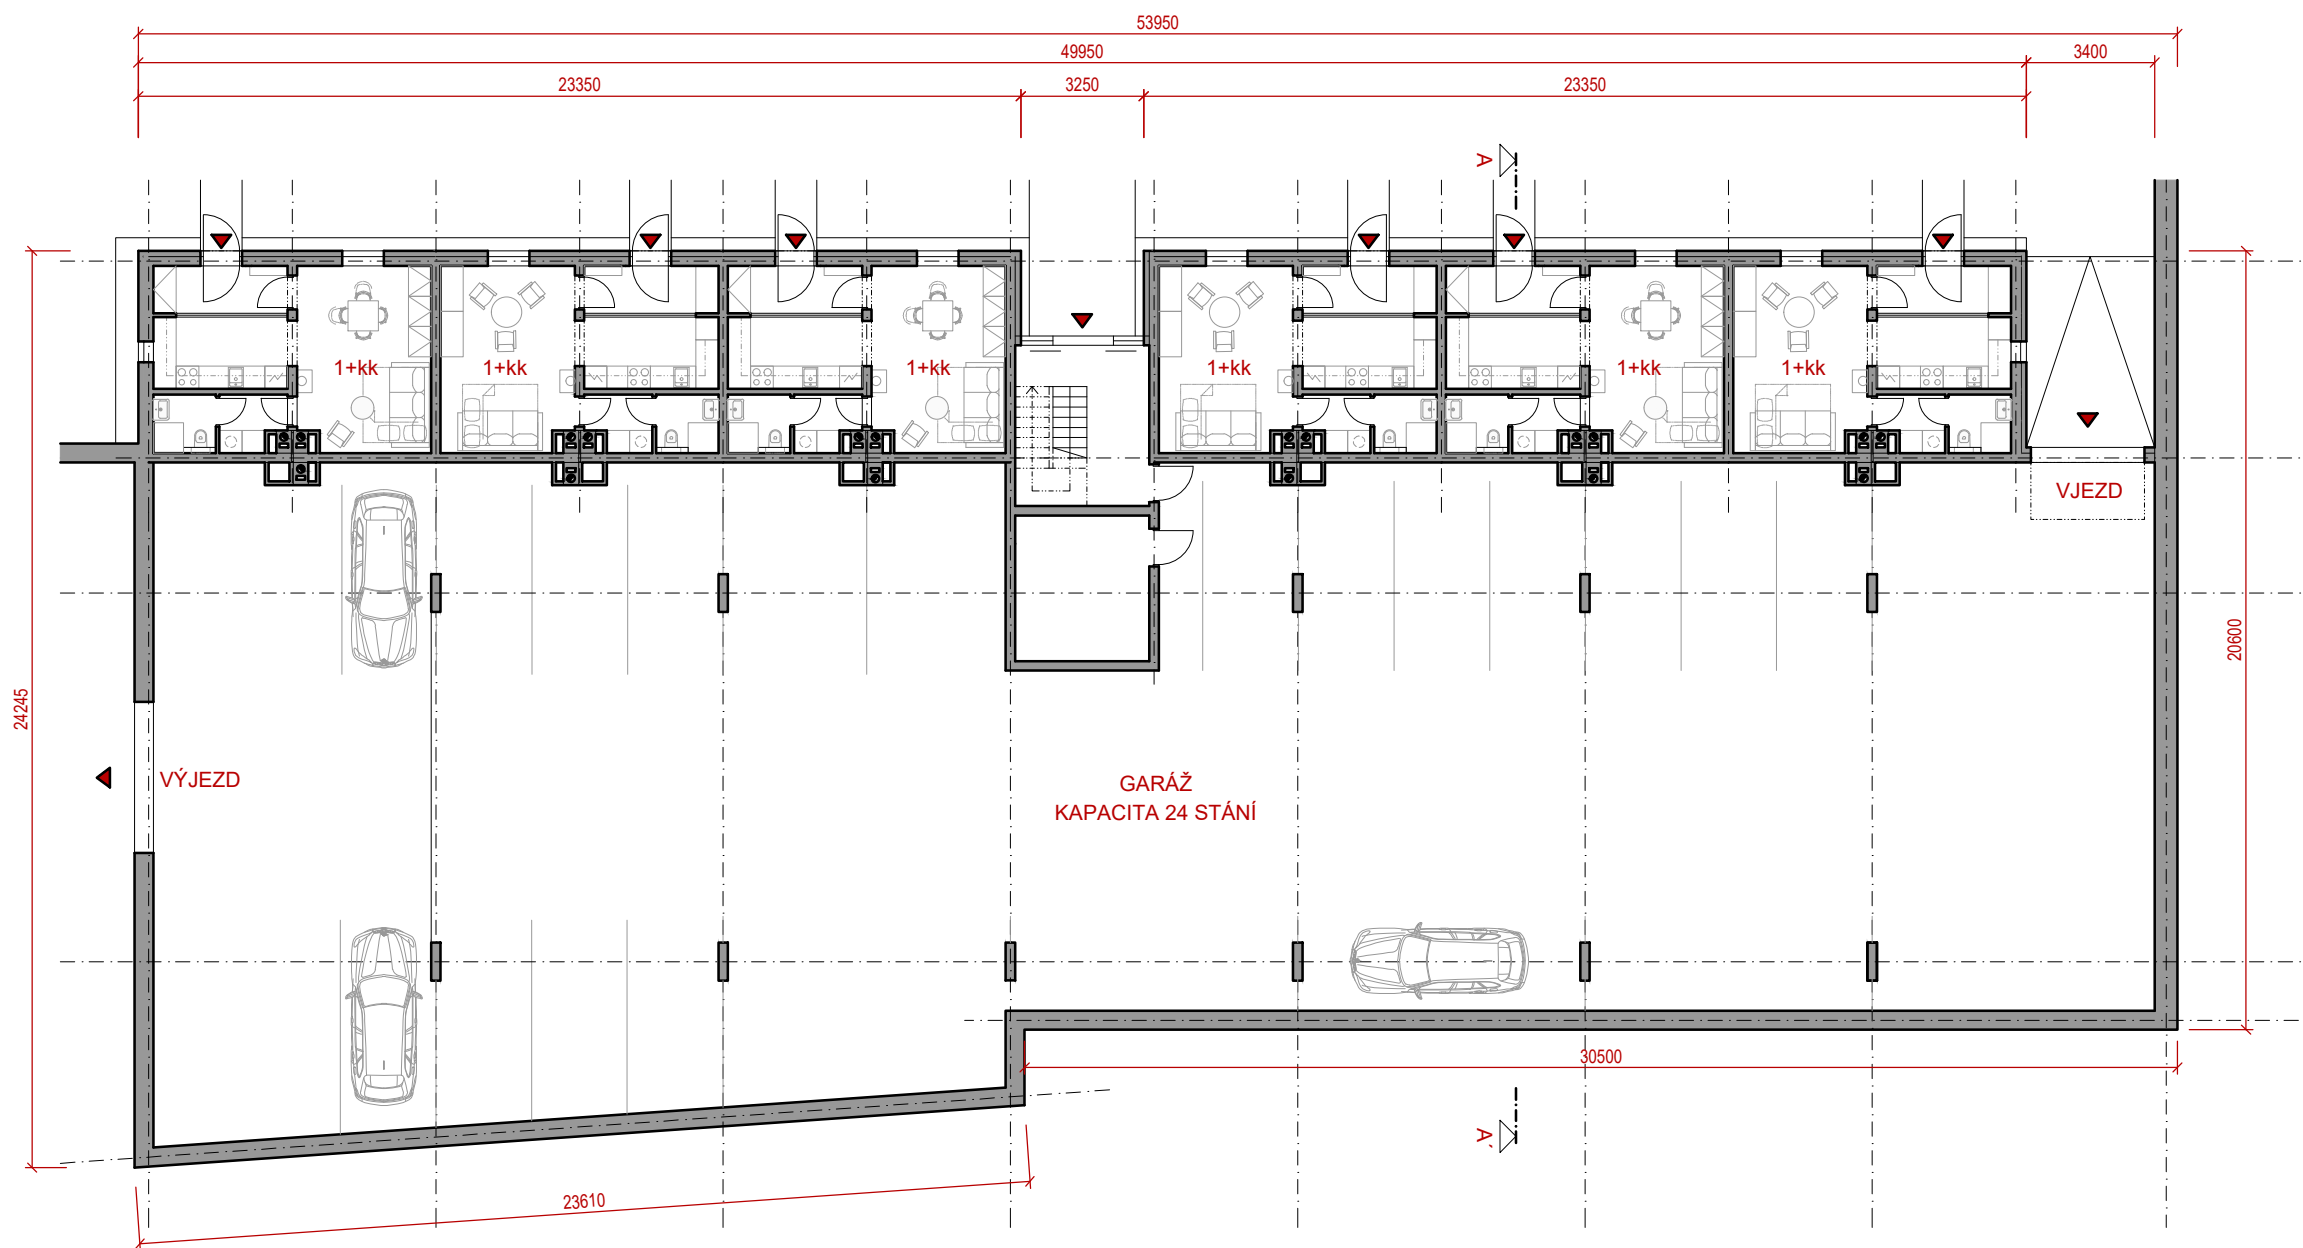 53950
49950
3400
23350
3250
23350
A
1+kk
1+kk
1+kk
1+kk
1+kk
1+kk
VJEZD
20600
24245
VÝJEZD
GARÁŽ
KAPACITA 24 STÁNÍ
30500
A´
23610